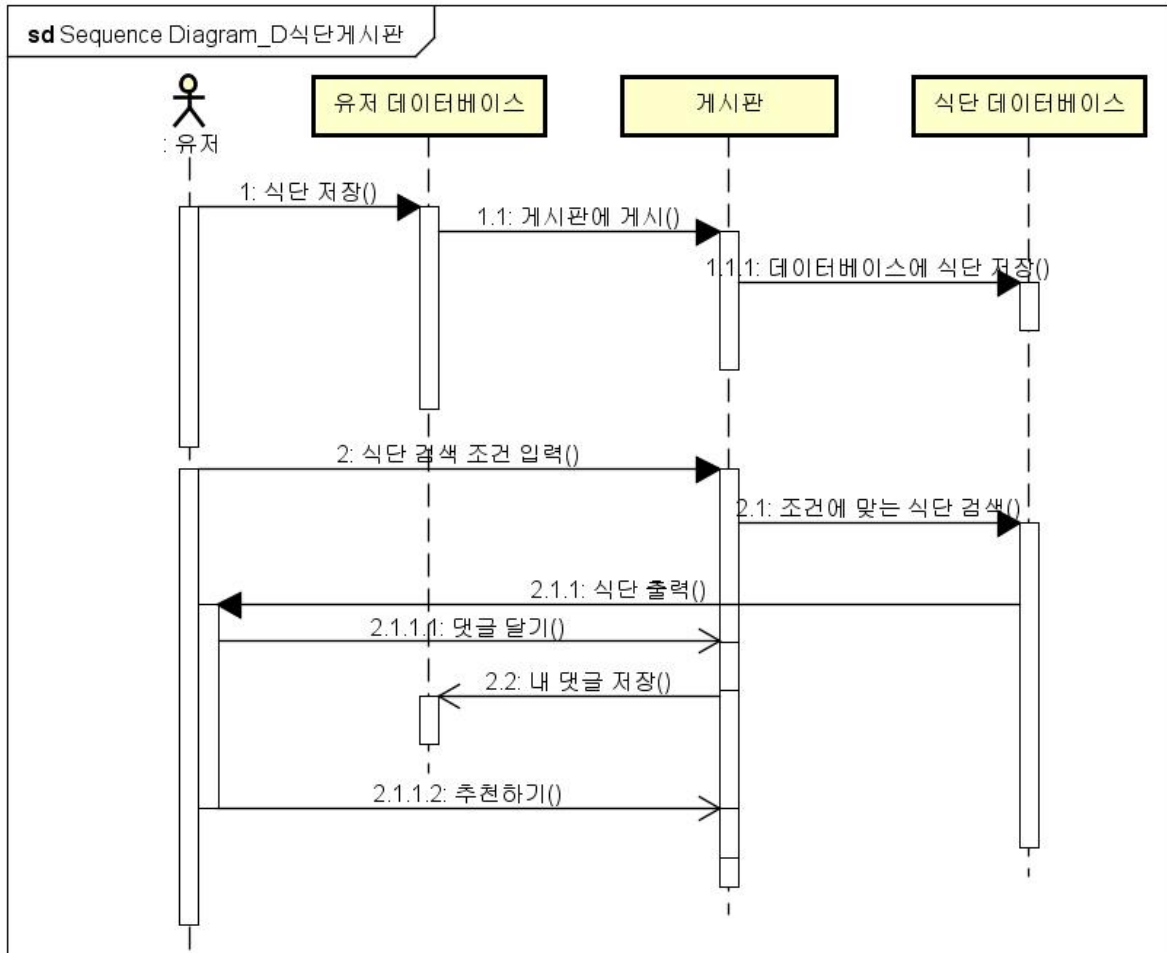 sd Sequence Diagram_D식단게시판
: 유저
유저 데이터베이스
게시판
식단 데이터베이스
1: 식단 저장()
1.1: 게시판에 게시()
1.1.1: 데이터베이스에 식단 저장()
2: 식단 검색 조건 입력()
2.1: 조건에 맞는 식단 검색()
2.1.1: 식단 출력()
2.1.1.1: 댓글 달기()
2.2: 내 댓글 저장()
2.1.1.2: 추천하기()